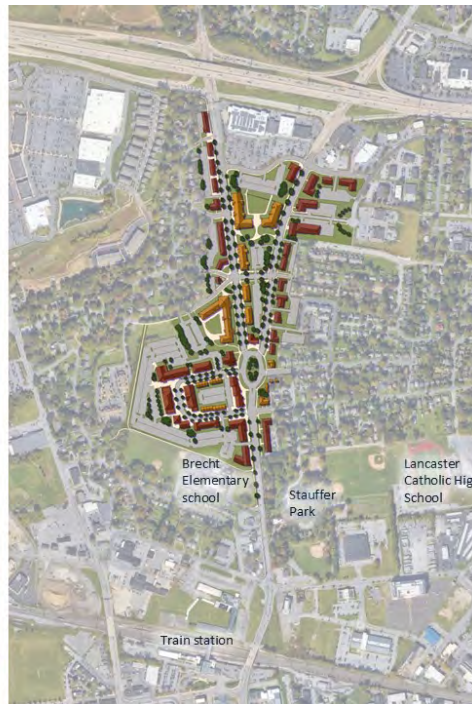 Brecht
Elementary
school
Stauffer
Park
Lancaster
Catholic Hig
School
Train station